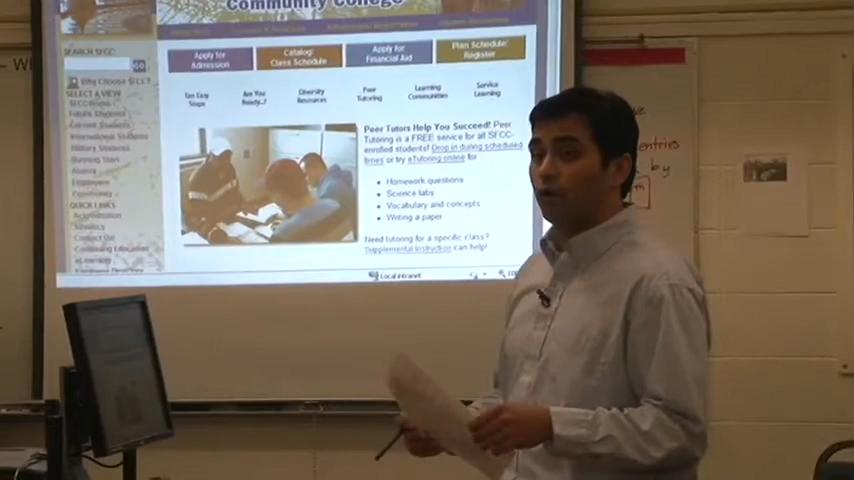 Community College
SEARCH SFCC:
GO
Why Choose SFCC?
SELECT A VIEW
SFCC Home
Future Students
Current Students
International Students
Military Students
Running Start
Alumni
Employees
Community
QUICK LINKS
Accreditation
Athletics
Contact Us
Continuing Education
eLearning
Employee Directory
Apply for
Admission
Catalog/
Class Schedule
Apply for
Financial Aid
Plan Schedule/
Register
Ten Easy
Steps
Are You
Ready..?
Diversity
Resources
Peer
Tutoring
Learning
Communities
Service
Learning
Peer Tutors Help You Succeed! Peer
Tutoring is a FREE service for all SFCC-
enrolled students! Drop in during scheduled
times or try eTutoring online for
• Homework questions
• Science labs
• Vocabulary and concepts
• Writing a paper
Need tutoring for a specific class?
Supplemental Instruction can help!
Local intranet
entries
by